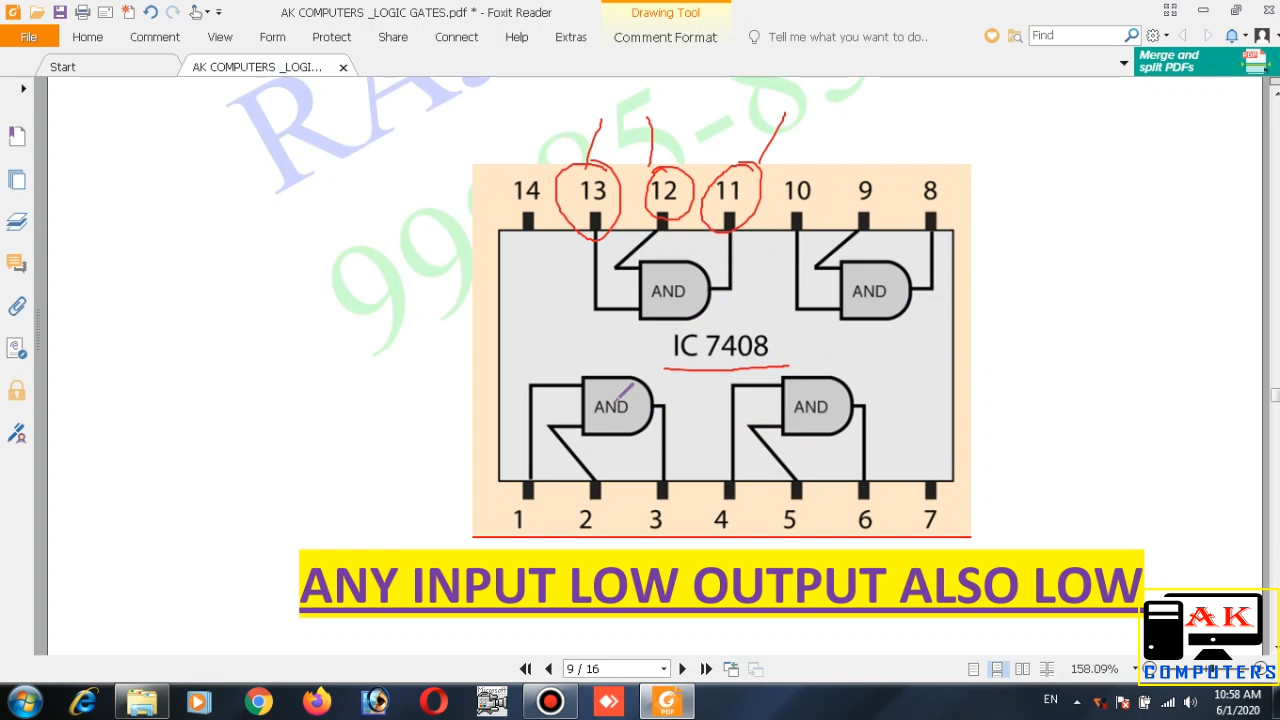 AK COMPUTERS _LOGIC GATES.pdf * - Foxit Reader
Drawing Tool
File Home Comment View Form Protect Share Connect Help Extras Comment Format Tell me what you want to do.. Find
Start AK COMPUTERS _LOGI...
Merge and
split PDFs
14 13 12 11 10 9 8
AND AND
IC 7408
AND AND
1 2 3 4 5 6 7
ANY INPUT LOW OUTPUT ALSO LOW
AK
COMPUTERS
9 / 16
158.09%
EN
10:58 AM
6/1/2020
PDF